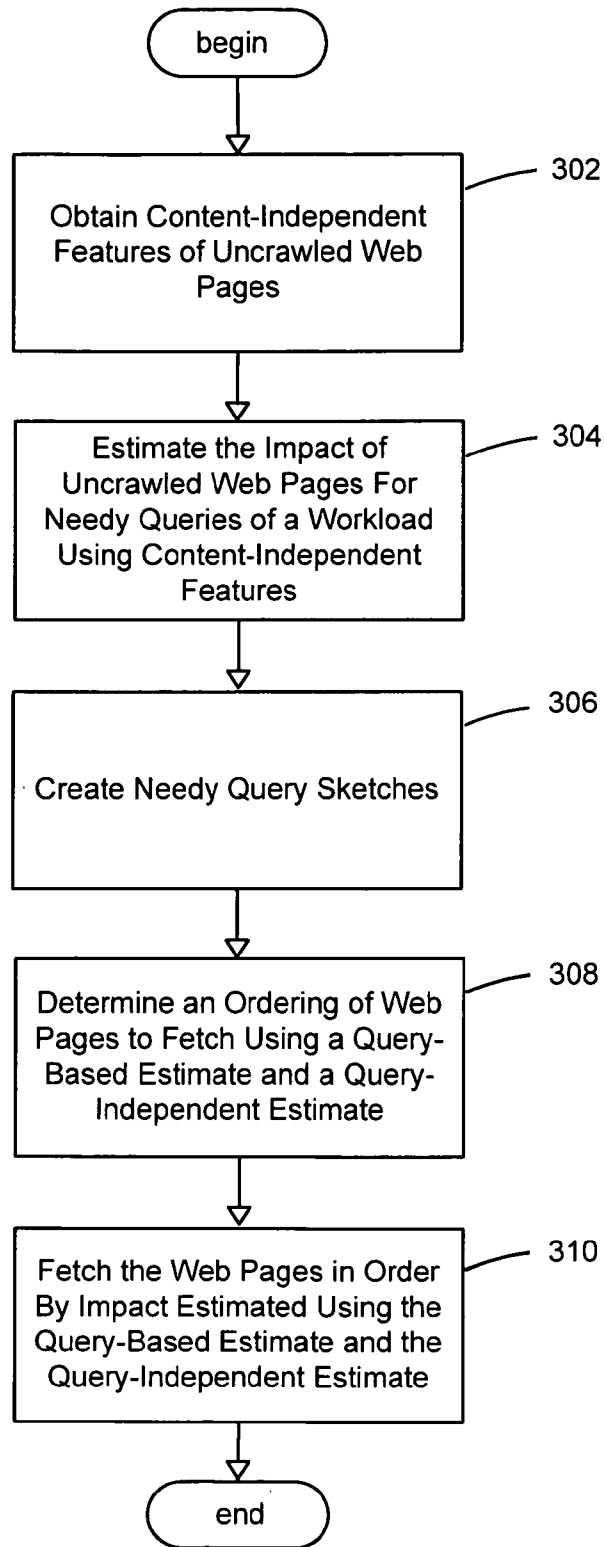 begin
302
Obtain Content-Independent
Features of Uncrawled Web
Pages
304
Estimate the Impact of
Uncrawled Web Pages For
Needy Queries of a Workload
Using Content-Independent
Features
306
Create Needy Query Sketches
308
Determine an Ordering of Web
Pages to Fetch Using a Query-
Based Estimate and a Query-
Independent Estimate
310
Fetch the Web Pages in Order
By Impact Estimated Using the
Query-Based Estimate and the
Query-Independent Estimate
end